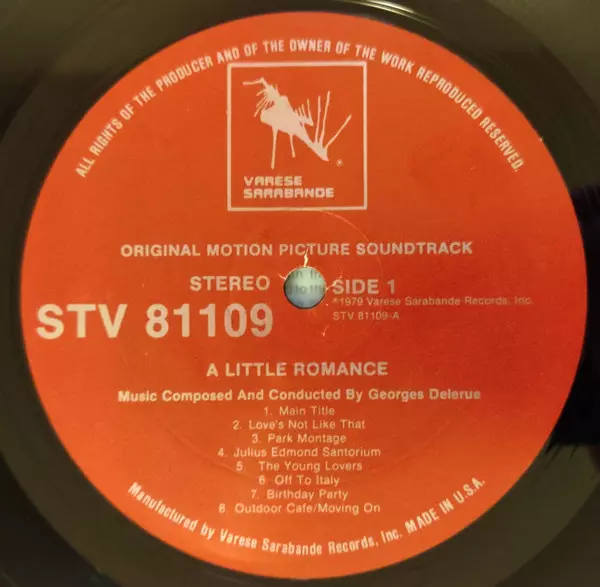 ALL RIGHTS OF THE PRODUCER AND OF THE OWNER OF THE WORK REPRODUCED RESERVED.
VARESE
SARABANDE
ORIGINAL MOTION PICTURE SOUNDTRACK
STEREO
SIDE 1
℗1979 Varese Sarabande Records, Inc.
STV 81109-A
STV 81109
A LITTLE ROMANCE
Music Composed And Conducted By Georges Delerue
1. Main Title
2. Love's Not Like That
3. Park Montage
4. Julius Edmond Santorium
5 The Young Lovers
6. Off To Italy
7. Birthday Party
8. Outdoor Cafe/Moving On
Manufactured by Varese Sarabande Records, Inc. MADE IN U.S.A.